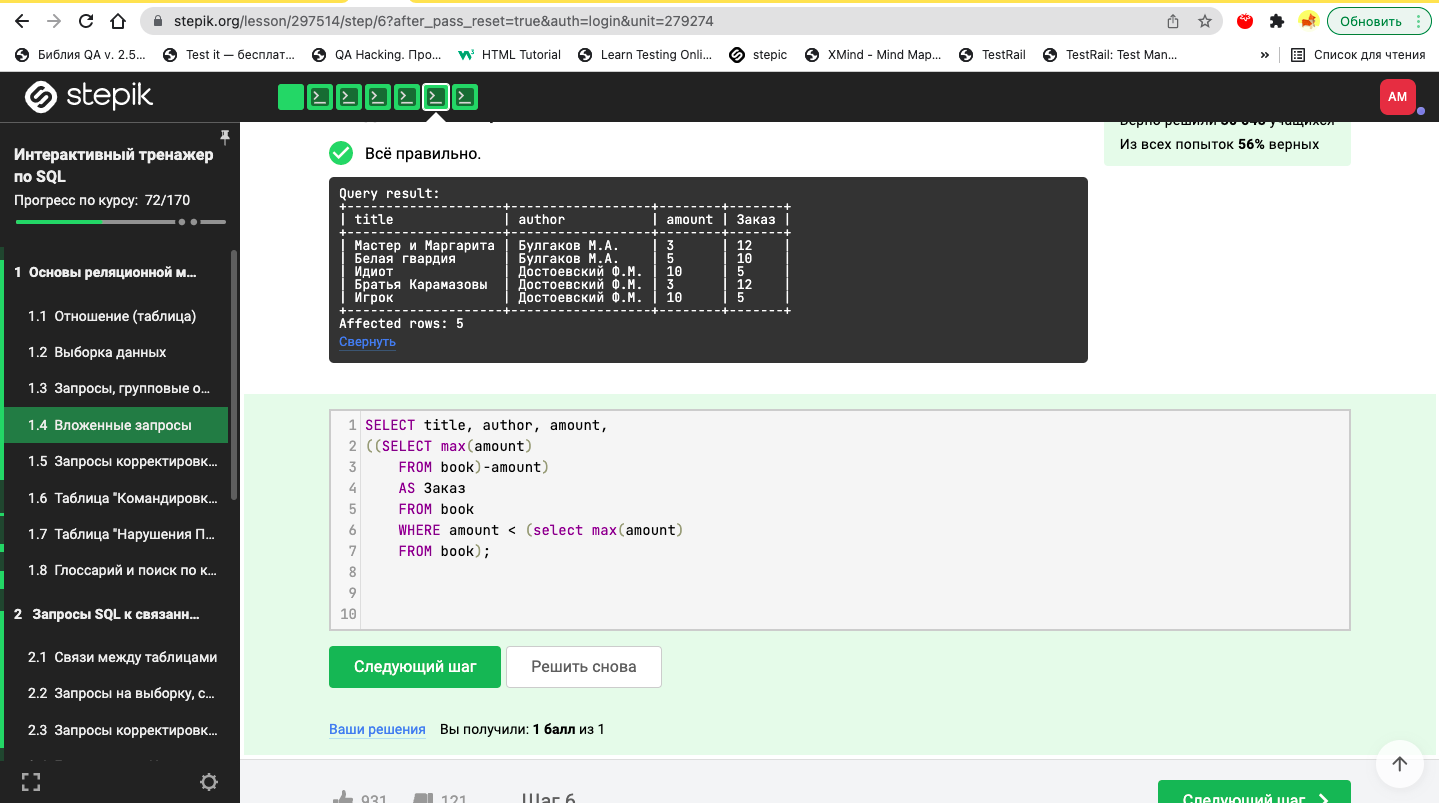 stepik.org/lesson/297514/step/6?after_pass_reset=true&auth=login&unit=279274
Обновить
Библия QA v. 2.5...
Test it — бесплат...
QA Hacking. Про...
HTML Tutorial
Learn Testing Onli...
stepic
XMind - Mind Map...
TestRail
TestRail: Test Man...
»
Список для чтения
stepik
AM
Интерактивный тренажер
по SQL
Прогресс по курсу: 72/170
1 Основы реляционной м...
1.1 Отношение (таблица)
1.2 Выборка данных
1.3 Запросы, групповые о...
1.4 Вложенные запросы
1.5 Запросы корректировк...
1.6 Таблица "Командировк...
1.7 Таблица "Нарушения П...
1.8 Глоссарий и поиск по к...
2 Запросы SQL к связанн...
2.1 Связи между таблицами
2.2 Запросы на выборку, с...
2.3 Запросы корректировк...
Из всех попыток 56% верных
Всё правильно.
Query result:
+--------------------+------------------+--------+-------+
| title | author | amount | Заказ |
+--------------------+------------------+--------+-------+
| Мастер и Маргарита | Булгаков М.А. | 3 | 12 |
| Белая гвардия | Булгаков М.А. | 5 | 10 |
| Идиот | Достоевский Ф.М. | 10 | 5 |
| Братья Карамазовы | Достоевский Ф.М. | 3 | 12 |
| Игрок | Достоевский Ф.М. | 10 | 5 |
+--------------------+------------------+--------+-------+
Affected rows: 5
Свернуть
1 SELECT title, author, amount,
2 ((SELECT max(amount)
3 FROM book)-amount)
4 AS Заказ
5 FROM book
6 WHERE amount < (select max(amount)
7 FROM book);
8
9
10
Следующий шаг
Решить снова
Ваши решения Вы получили: 1 балл из 1
931
121
Шаг 6
Следующий шаг